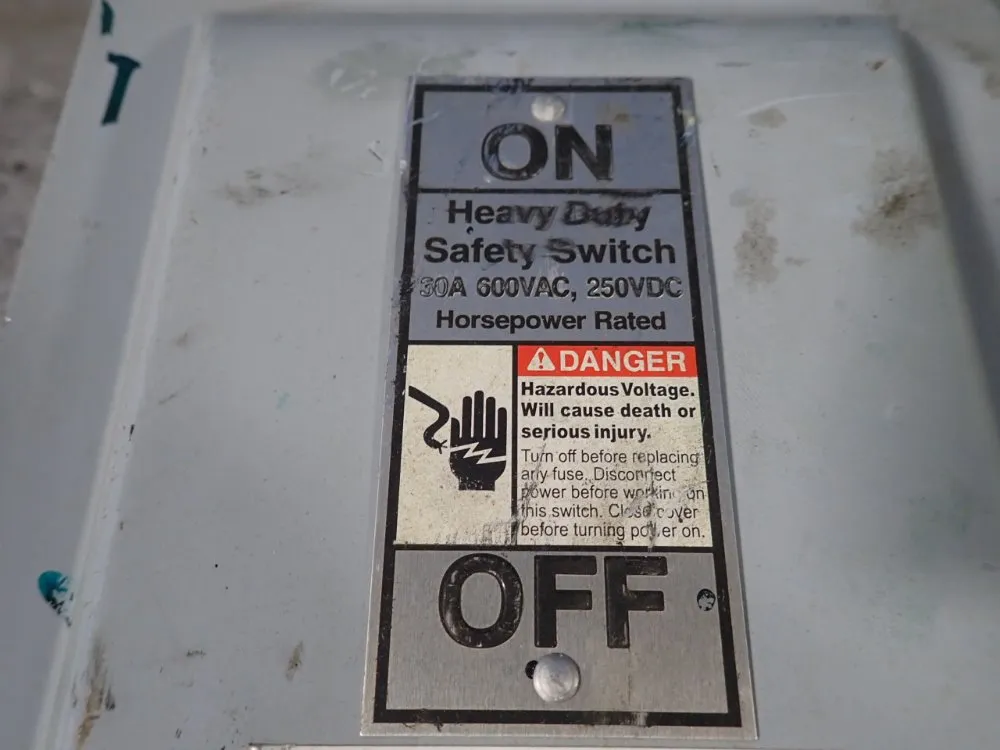 ON
Heavy Duty
Safety Switch
600VAC, 250VDC
Horsepower Rated
DANGER
Hazardous Voltage.
Will cause death or
serious injury.
Turn off before replacing
any fuse. Disconnect
power before working on
this switch. Close cover
before turning power on.
OFF